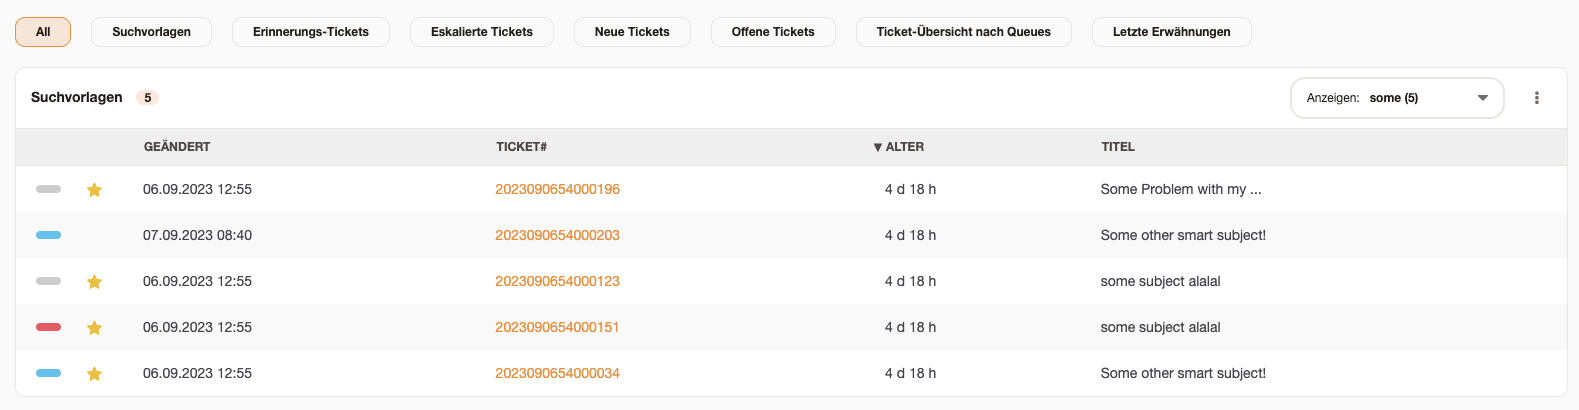 All Suchvorlagen Erinnerungs-Tickets Eskalierte Tickets Neue Tickets Offene Tickets Ticket-Übersicht nach Queues Letzte Erwähnungen
Suchvorlagen 5 Anzeigen: some (5)
GEÄNDERT TICKET# ▼ ALTER TITEL
06.09.2023 12:55 2023090654000196 4 d 18 h Some Problem with my ...
07.09.2023 08:40 2023090654000203 4 d 18 h Some other smart subject!
06.09.2023 12:55 2023090654000123 4 d 18 h some subject alalal
06.09.2023 12:55 2023090654000151 4 d 18 h some subject alalal
06.09.2023 12:55 2023090654000034 4 d 18 h Some other smart subject!